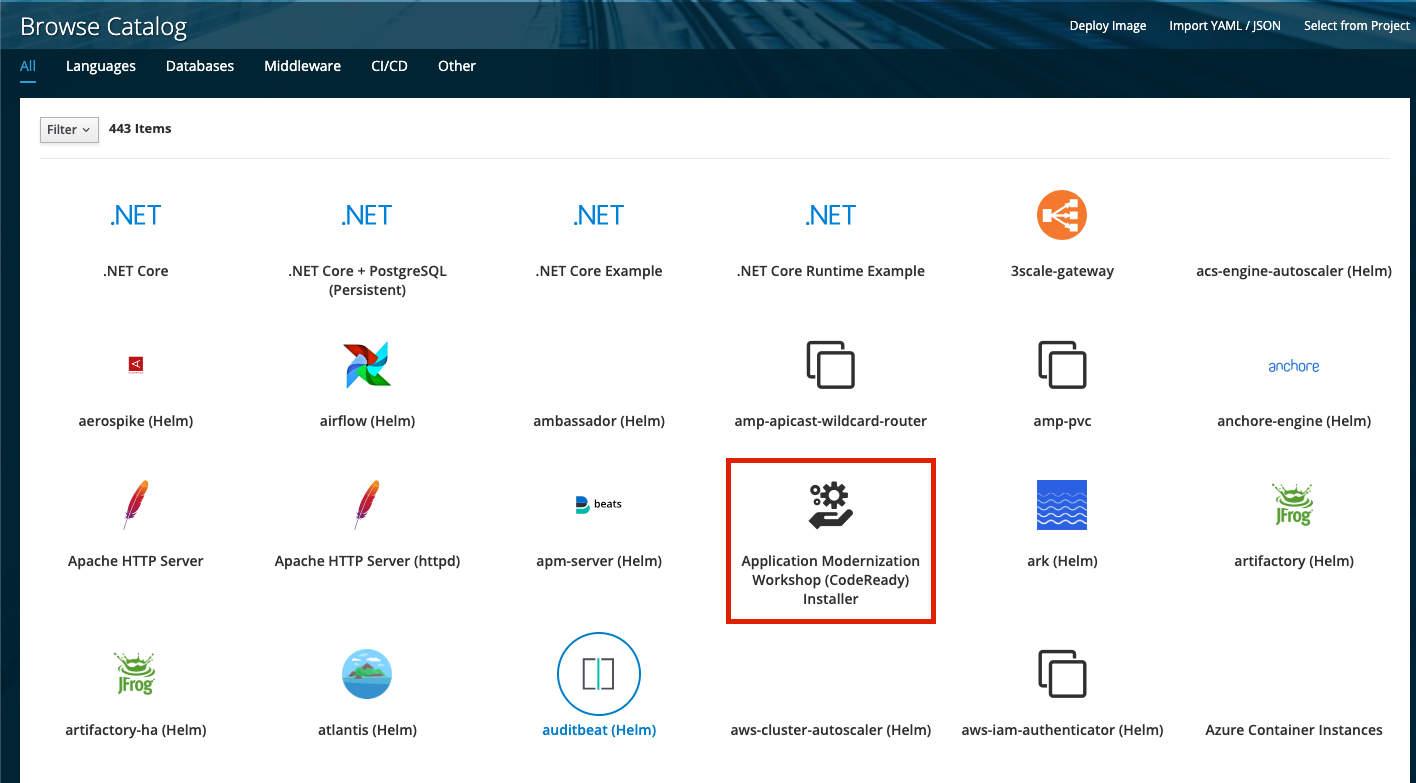 Browse Catalog
Deploy Image Import YAML / JSON Select from Project
All Languages Databases Middleware CI/CD Other
Filter 443 Items
.NET .NET .NET .NET
.NET Core
.NET Core + PostgreSQL
(Persistent)
.NET Core Example
.NET Core Runtime Example
3scale-gateway
acs-engine-autoscaler (Helm)
anchore
aerospike (Helm)
airflow (Helm)
ambassador (Helm)
amp-apicast-wildcard-router
amp-pvc
anchore-engine (Helm)
beats
JFrog
Apache HTTP Server
Apache HTTP Server (httpd)
apm-server (Helm)
Application Modernization
Workshop (CodeReady)
Installer
ark (Helm)
artifactory (Helm)
JFrog
artifactory-ha (Helm)
atlantis (Helm)
auditbeat (Helm)
aws-cluster-autoscaler (Helm)
aws-iam-authenticator (Helm)
Azure Container Instances